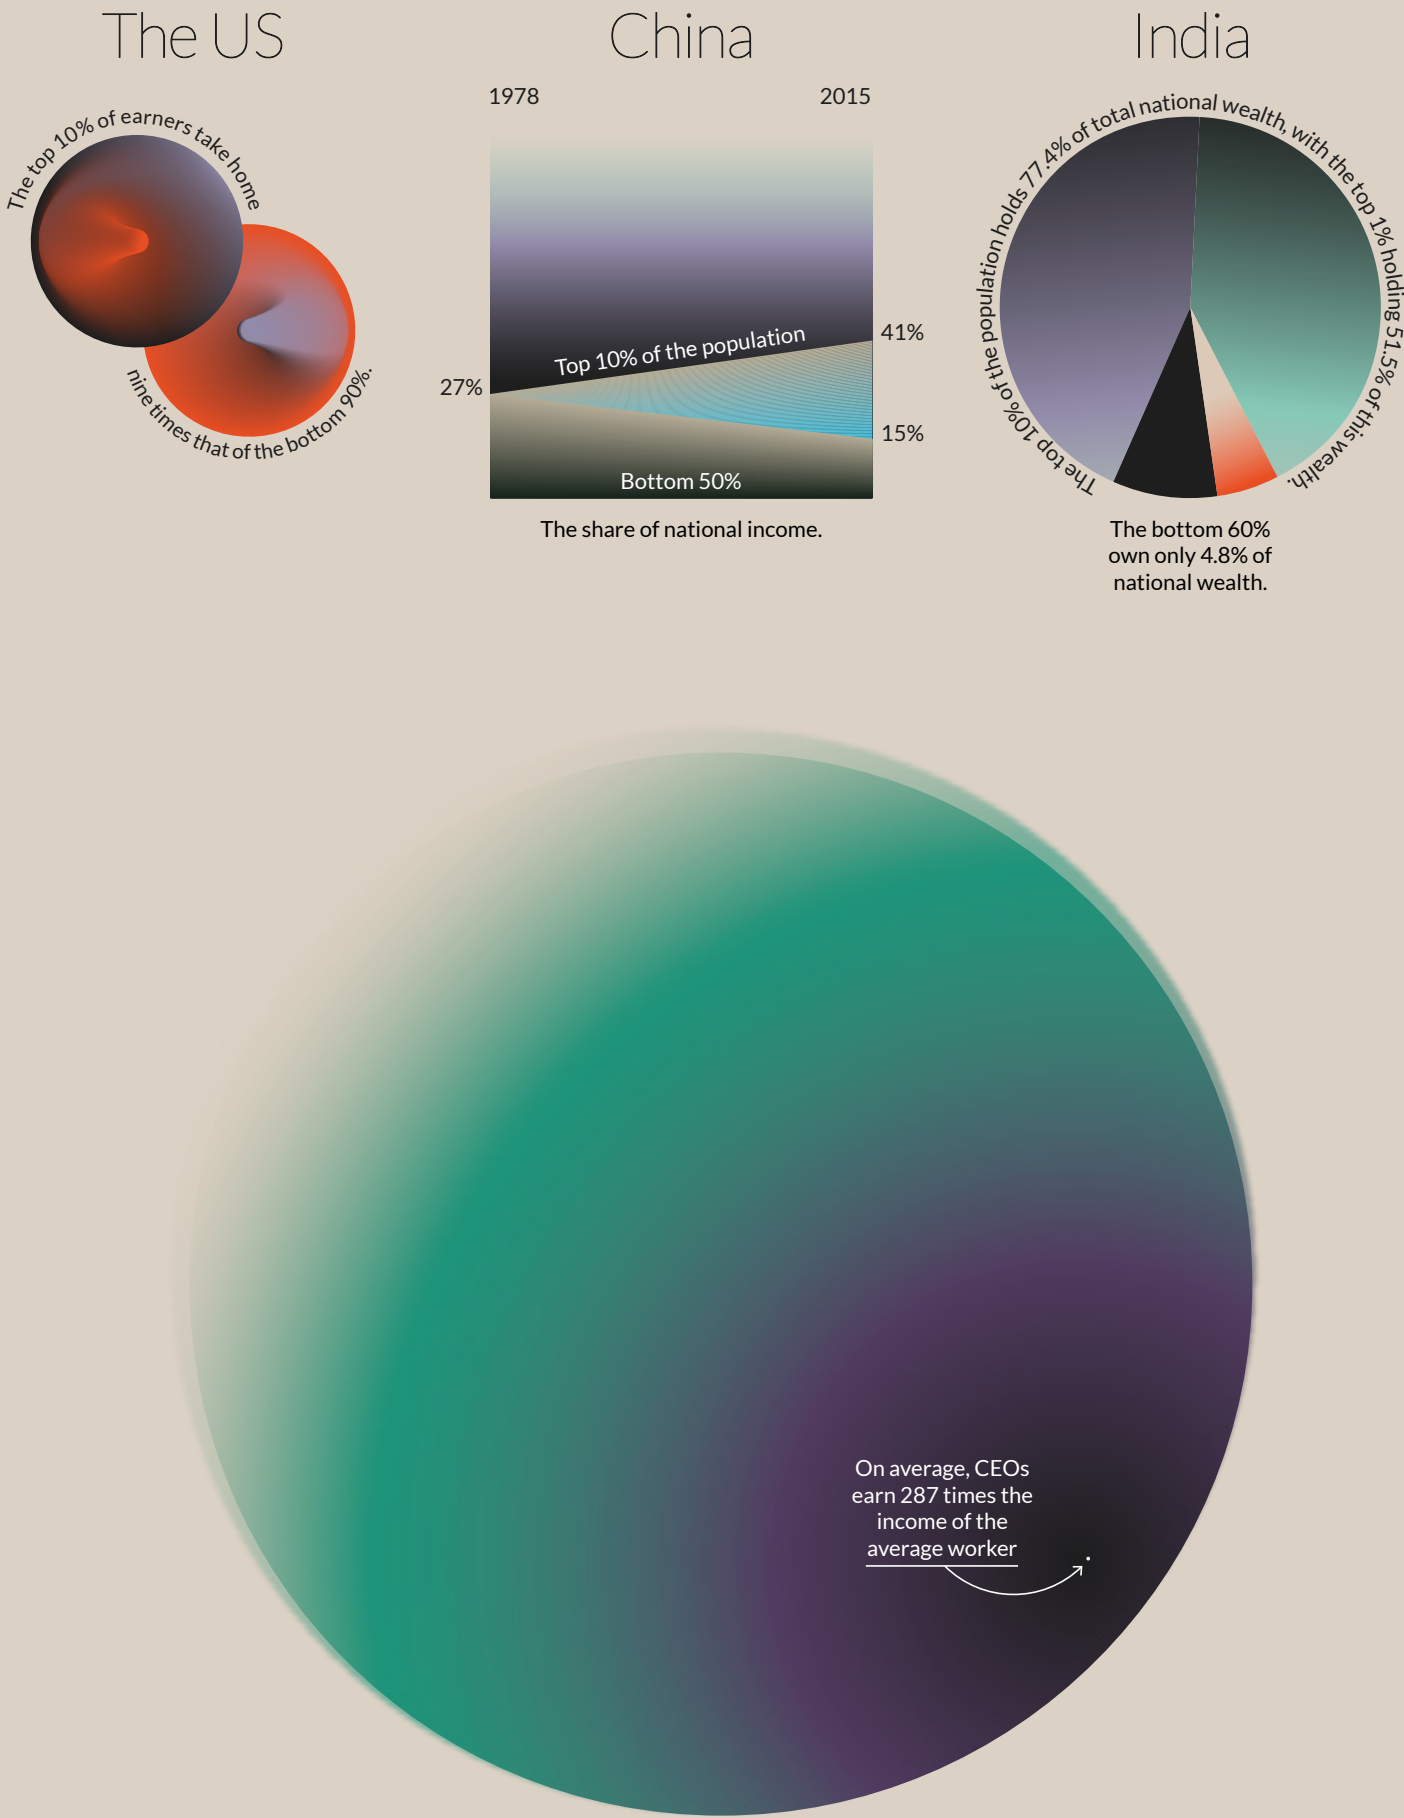 The US
The top 10% of earners take home
nine times that of the bottom 90%.
China
1978
2015
27%
Top 10% of the population
41%
15%
Bottom 50%
The share of national income.
India
The top 10% of the population holds 77.4% of total national wealth, with the top 1% holding 51.5% of this wealth.
The bottom 60%
own only 4.8% of
national wealth.
On average, CEOs
earn 287 times the
income of the
average worker